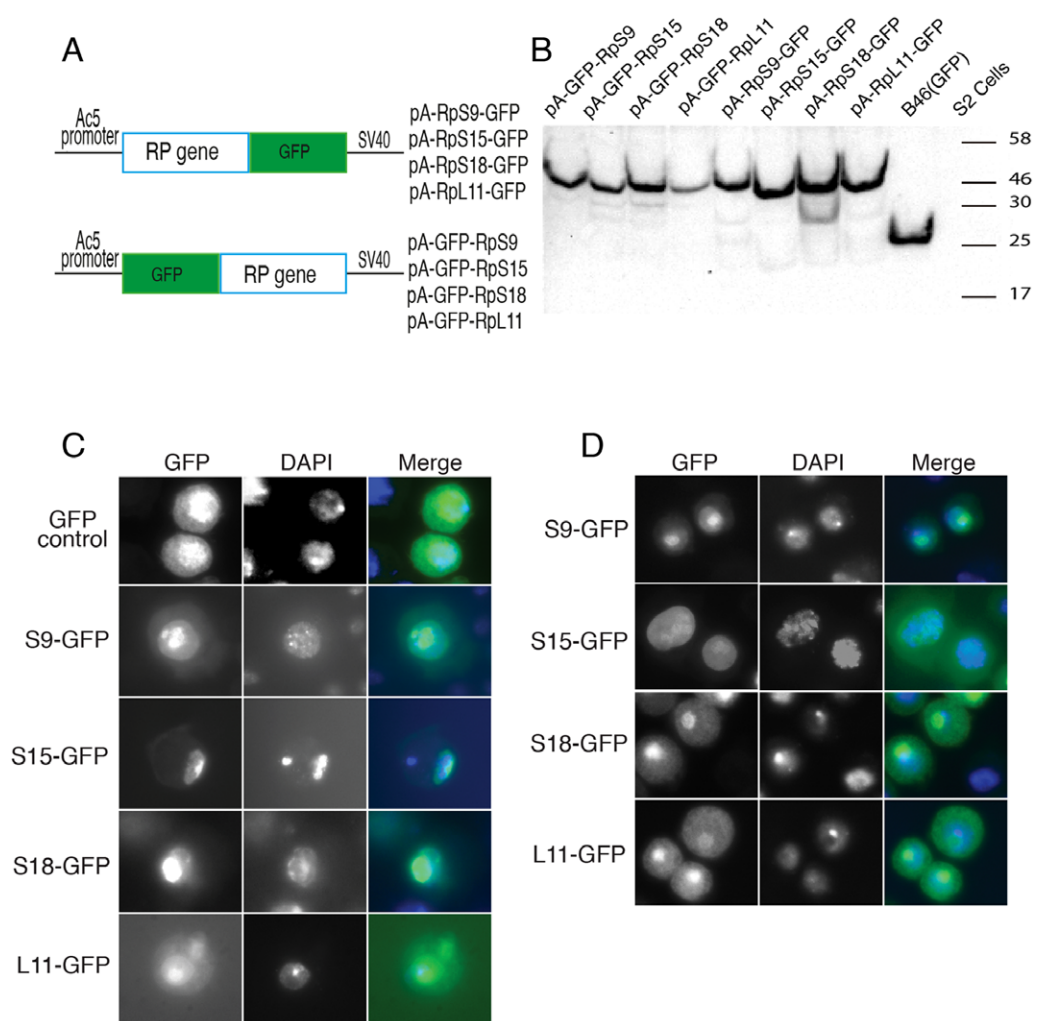 A
Ac5
promoter
RP gene
GFP
SV40
pA-RpS9-GFP
pA-RpS15-GFP
pA-RpS18-GFP
pA-RpL11-GFP
Ac5
promoter
GFP
RP gene
SV40
pA-GFP-RpS9
pA-GFP-RpS15
pA-GFP-RpS18
pA-GFP-RpL11
B
pA-GFP-RpS9
pA-GFP-RpS15
pA-GFP-RpS18
pA-GFP-RpL11
pA-RpS9-GFP
pA-RpS15-GFP
pA-RpS18-GFP
pA-RpL11-GFP
B46(GFP)
S2 Cells
58
46
30
25
17
C
GFP DAPI Merge
GFP
control
S9-GFP
S15-GFP
S18-GFP
L11-GFP
D
GFP DAPI Merge
S9-GFP
S15-GFP
S18-GFP
L11-GFP